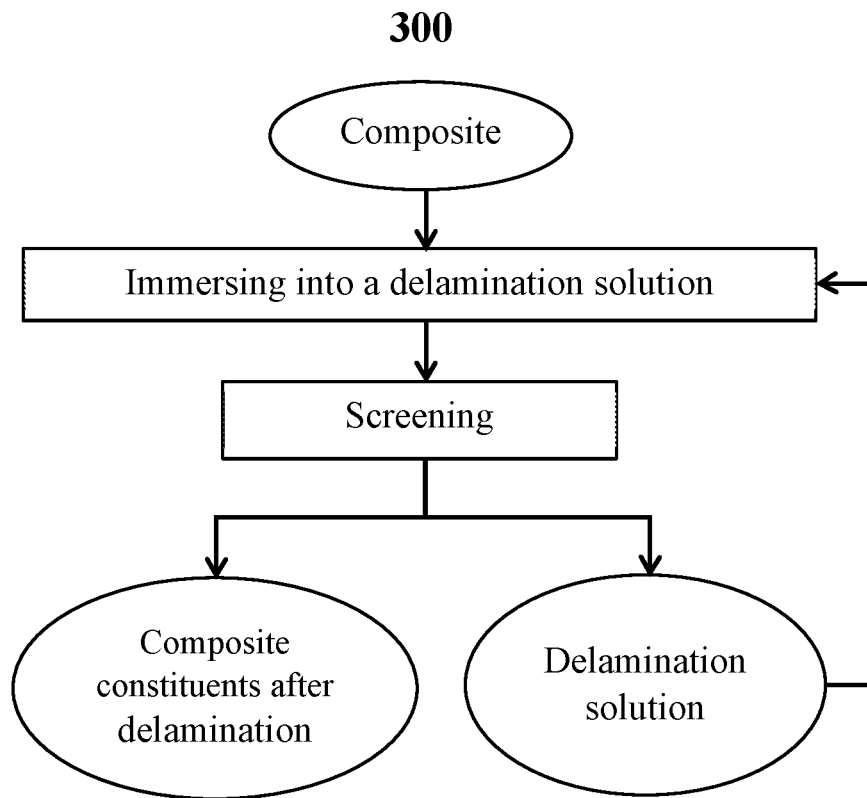 300
Composite
Immersing into a delamination solution
Screening
Composite
constituents after
delamination
Delamination
solution